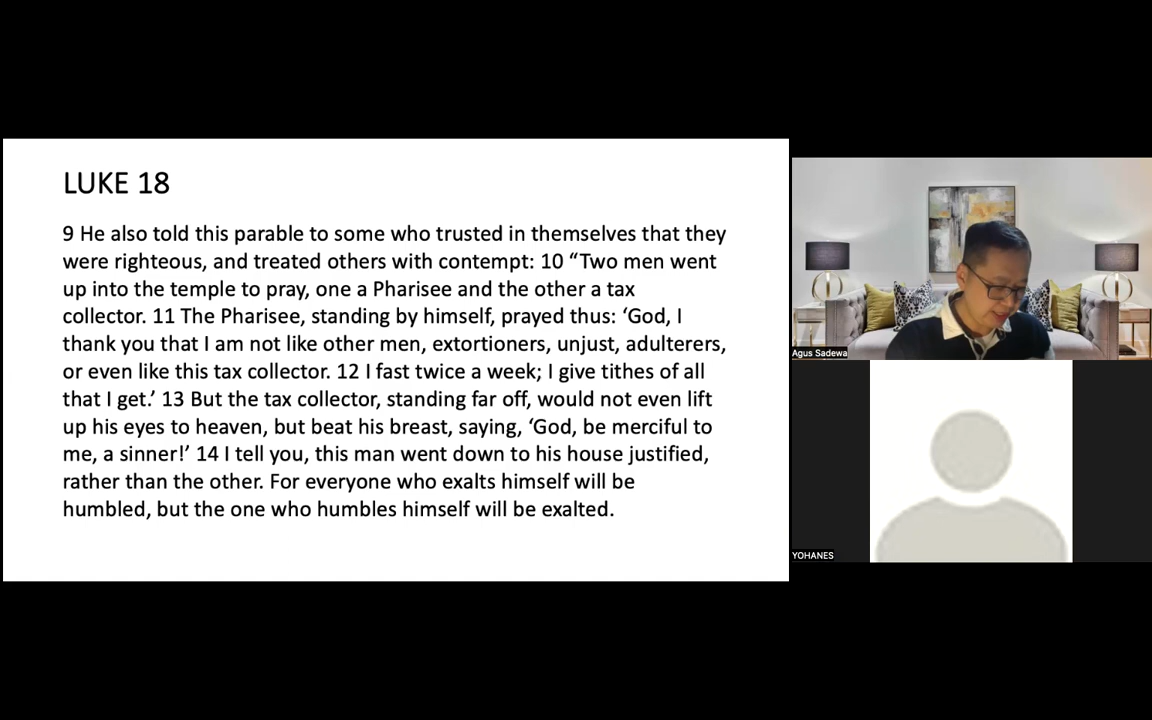 LUKE 18
9 He also told this parable to some who trusted in themselves that they
were righteous, and treated others with contempt: 10 “Two men went
up into the temple to pray, one a Pharisee and the other a tax
collector. 11 The Pharisee, standing by himself, prayed thus: ‘God, I
thank you that I am not like other men, extortioners, unjust, adulterers,
or even like this tax collector. 12 I fast twice a week; I give tithes of all
that I get.’ 13 But the tax collector, standing far off, would not even lift
up his eyes to heaven, but beat his breast, saying, ‘God, be merciful to
me, a sinner!’ 14 I tell you, this man went down to his house justified,
rather than the other. For everyone who exalts himself will be
humbled, but the one who humbles himself will be exalted.
Agus Sadewa
YOHANES